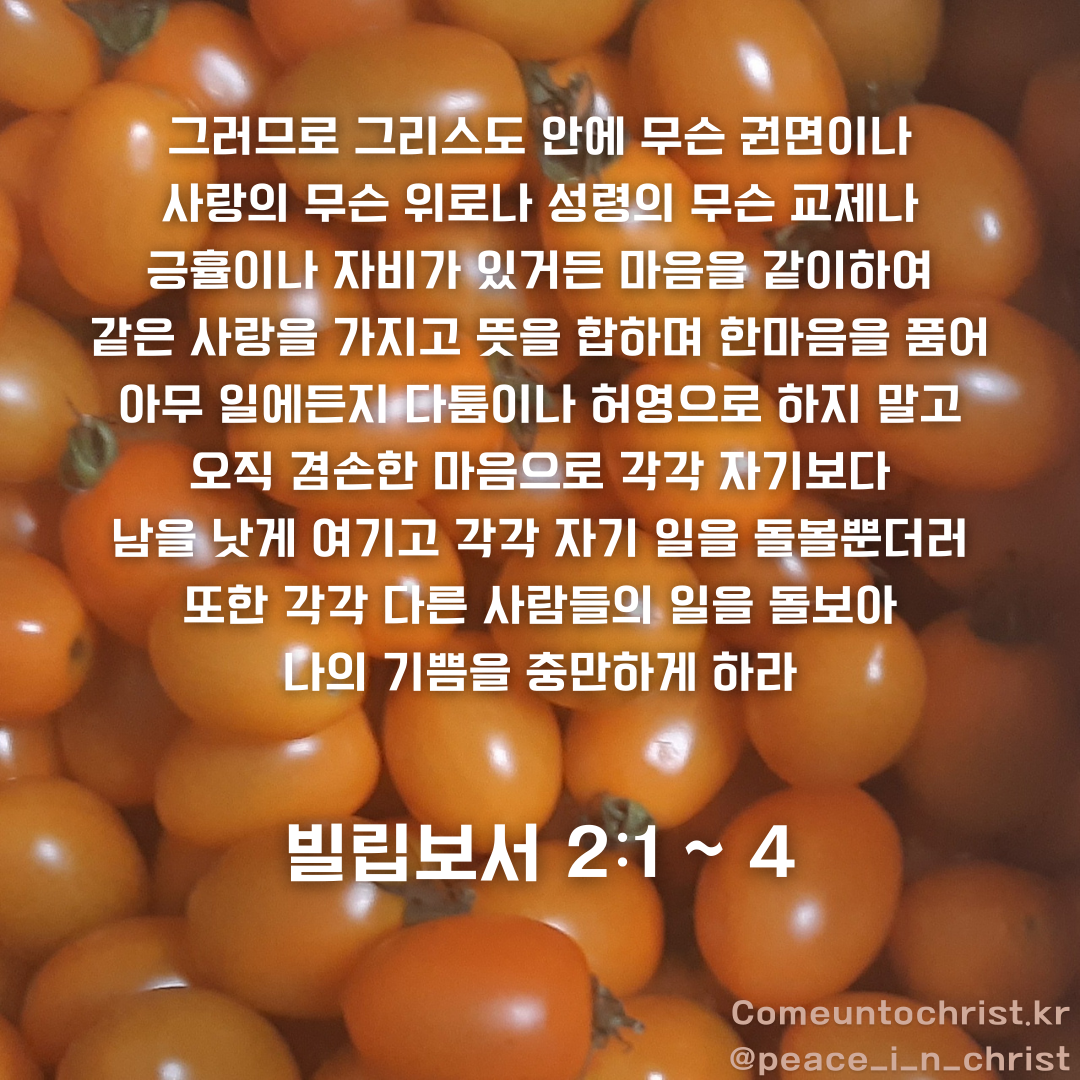 그러므로 그리스도 안에 무슨 권면이나
사랑의 무슨 위로나 성령의 무슨 교제나
긍휼이나 자비가 있거든 마음을 같이하여
같은 사랑을 가지고 뜻을 합하며 한마음을 품어
아무 일에든지 다툼이나 허영으로 하지 말고
오직 겸손한 마음으로 각각 자기보다
남을 낫게 여기고 각각 자기 일을 돌볼뿐더러
또한 각각 다른 사람들의 일을 돌보아
나의 기쁨을 충만하게 하라
빌립보서 2:1 ~ 4
Comeuntochrist.kr
@peace_i_n_christ